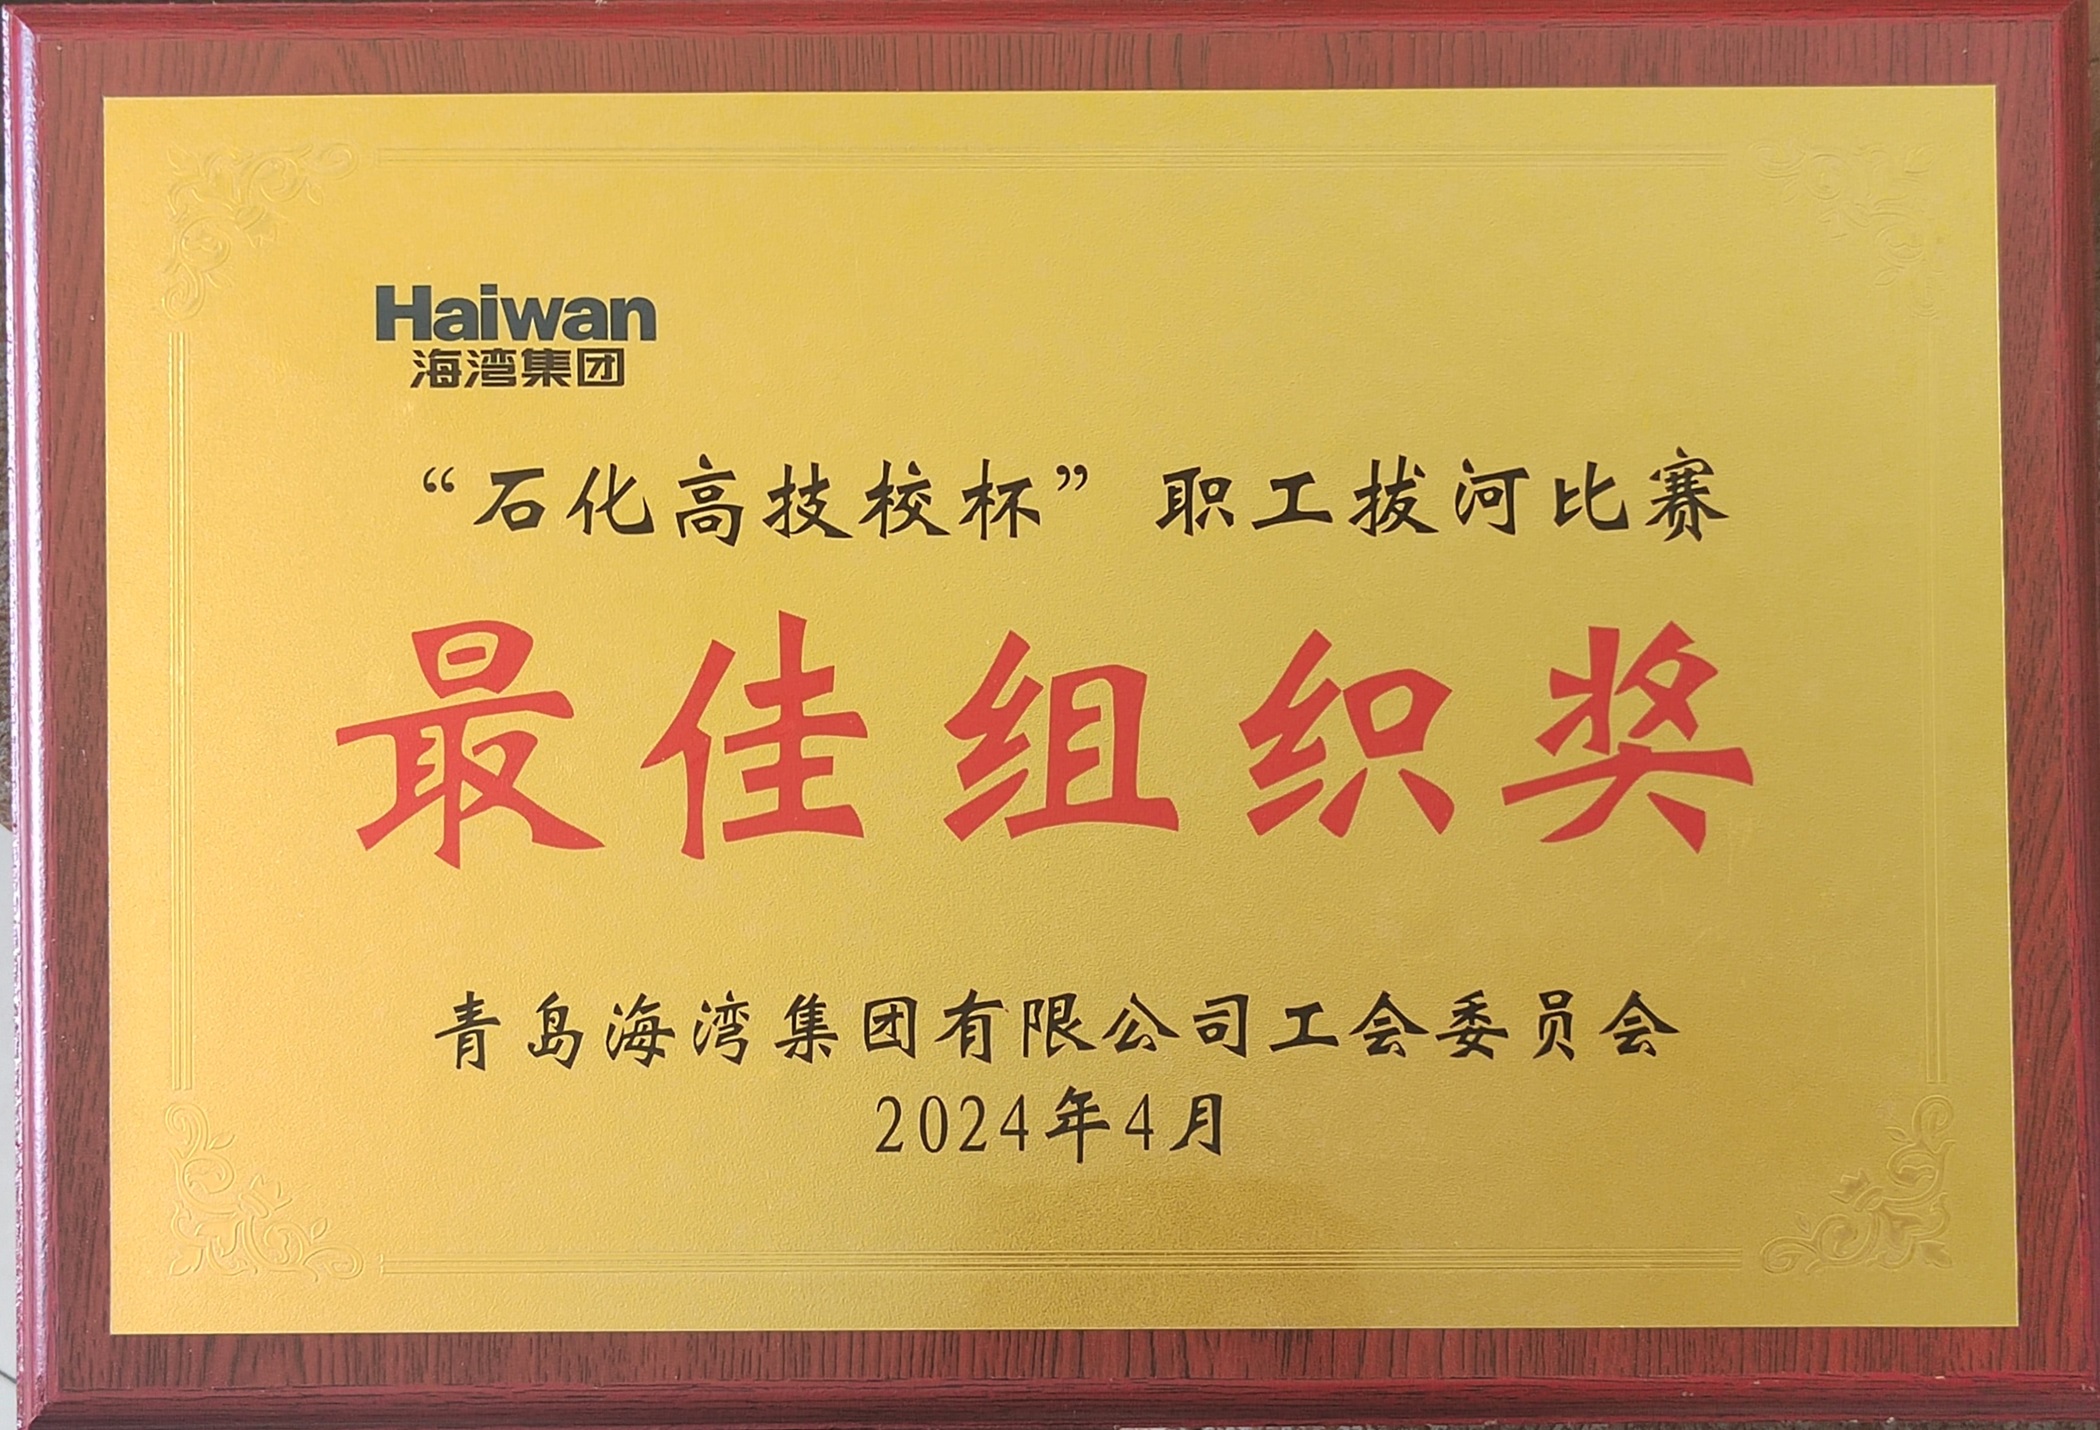 Haiwan
海湾集团
“石化高技校杯”职工拔河比赛
最佳组织奖
青岛海湾集团有限公司工会委员会
2024年4月